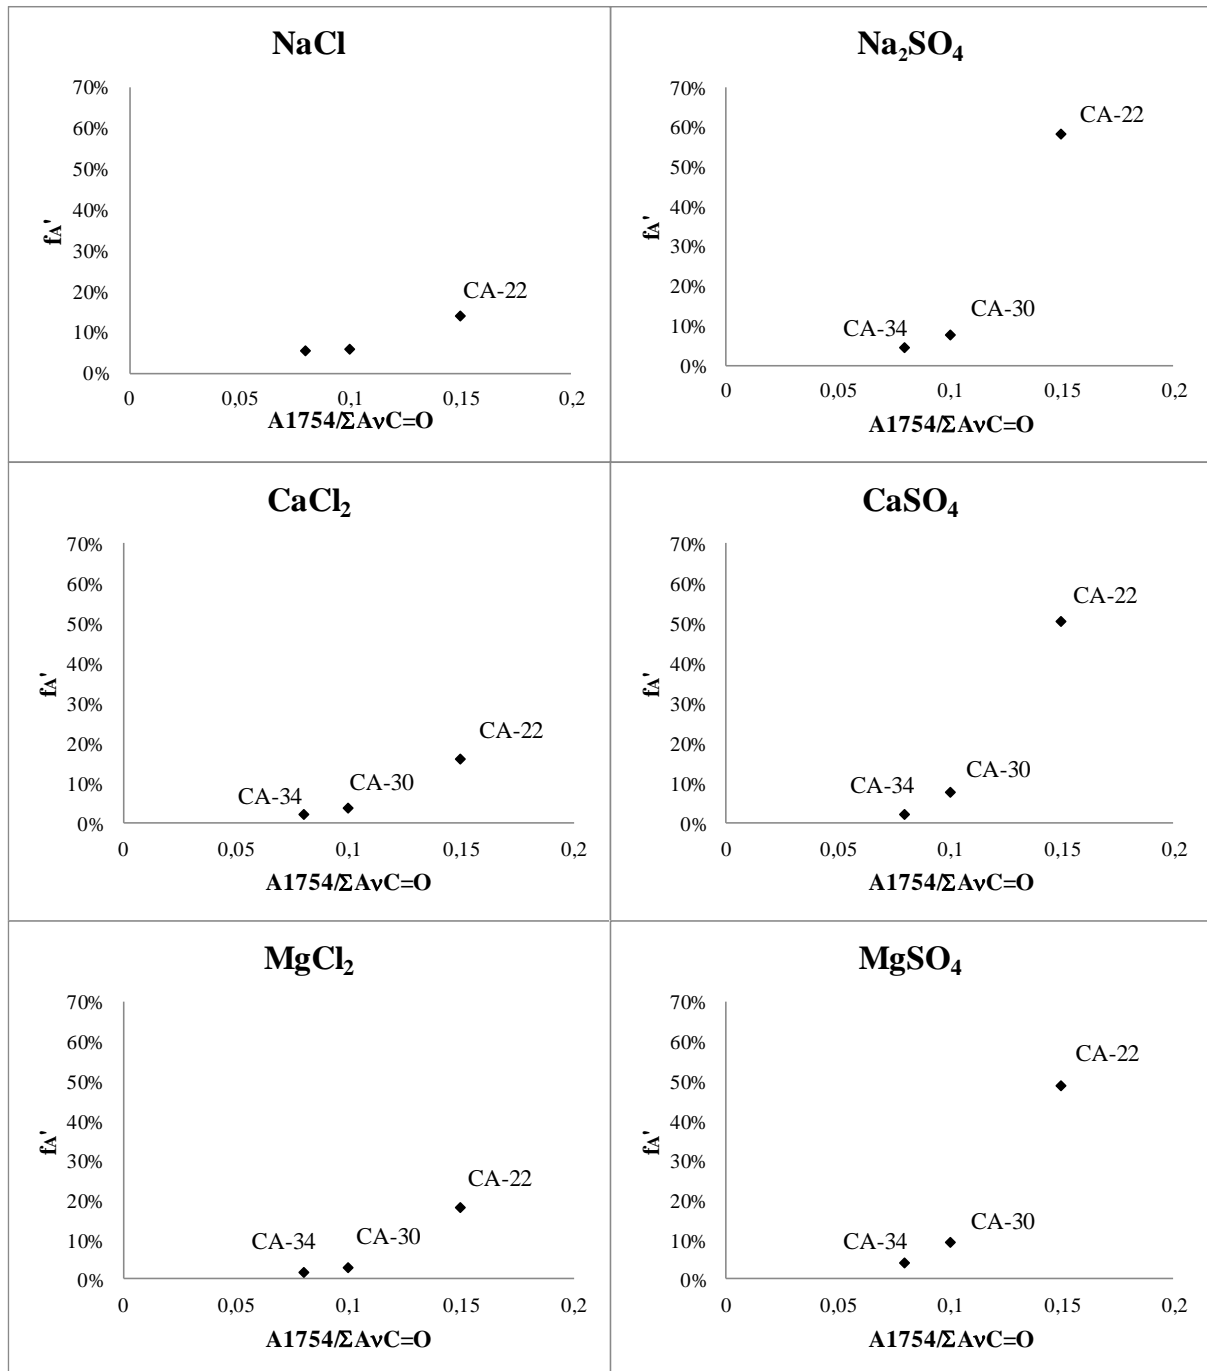 NaCl
70%
60%
50%
40%
30%
20%
10%
0%
fA'
CA-22
0 0,05 0,1 0,15 0,2
A1754/ΣAνC=O
Na₂SO₄
70%
60%
50%
40%
30%
20%
10%
0%
fA'
CA-22
CA-30
CA-34
0 0,05 0,1 0,15 0,2
A1754/ΣAνC=O
CaCl₂
70%
60%
50%
40%
30%
20%
10%
0%
fA'
CA-22
CA-30
CA-34
0 0,05 0,1 0,15 0,2
A1754/ΣAνC=O
CaSO₄
70%
60%
50%
40%
30%
20%
10%
0%
fA'
CA-22
CA-30
CA-34
0 0,05 0,1 0,15 0,2
A1754/ΣAνC=O
MgCl₂
70%
60%
50%
40%
30%
20%
10%
0%
fA'
CA-22
CA-30
CA-34
0 0,05 0,1 0,15 0,2
A1754/ΣAνC=O
MgSO₄
70%
60%
50%
40%
30%
20%
10%
0%
fA'
CA-22
CA-30
CA-34
0 0,05 0,1 0,15 0,2
A1754/ΣAνC=O